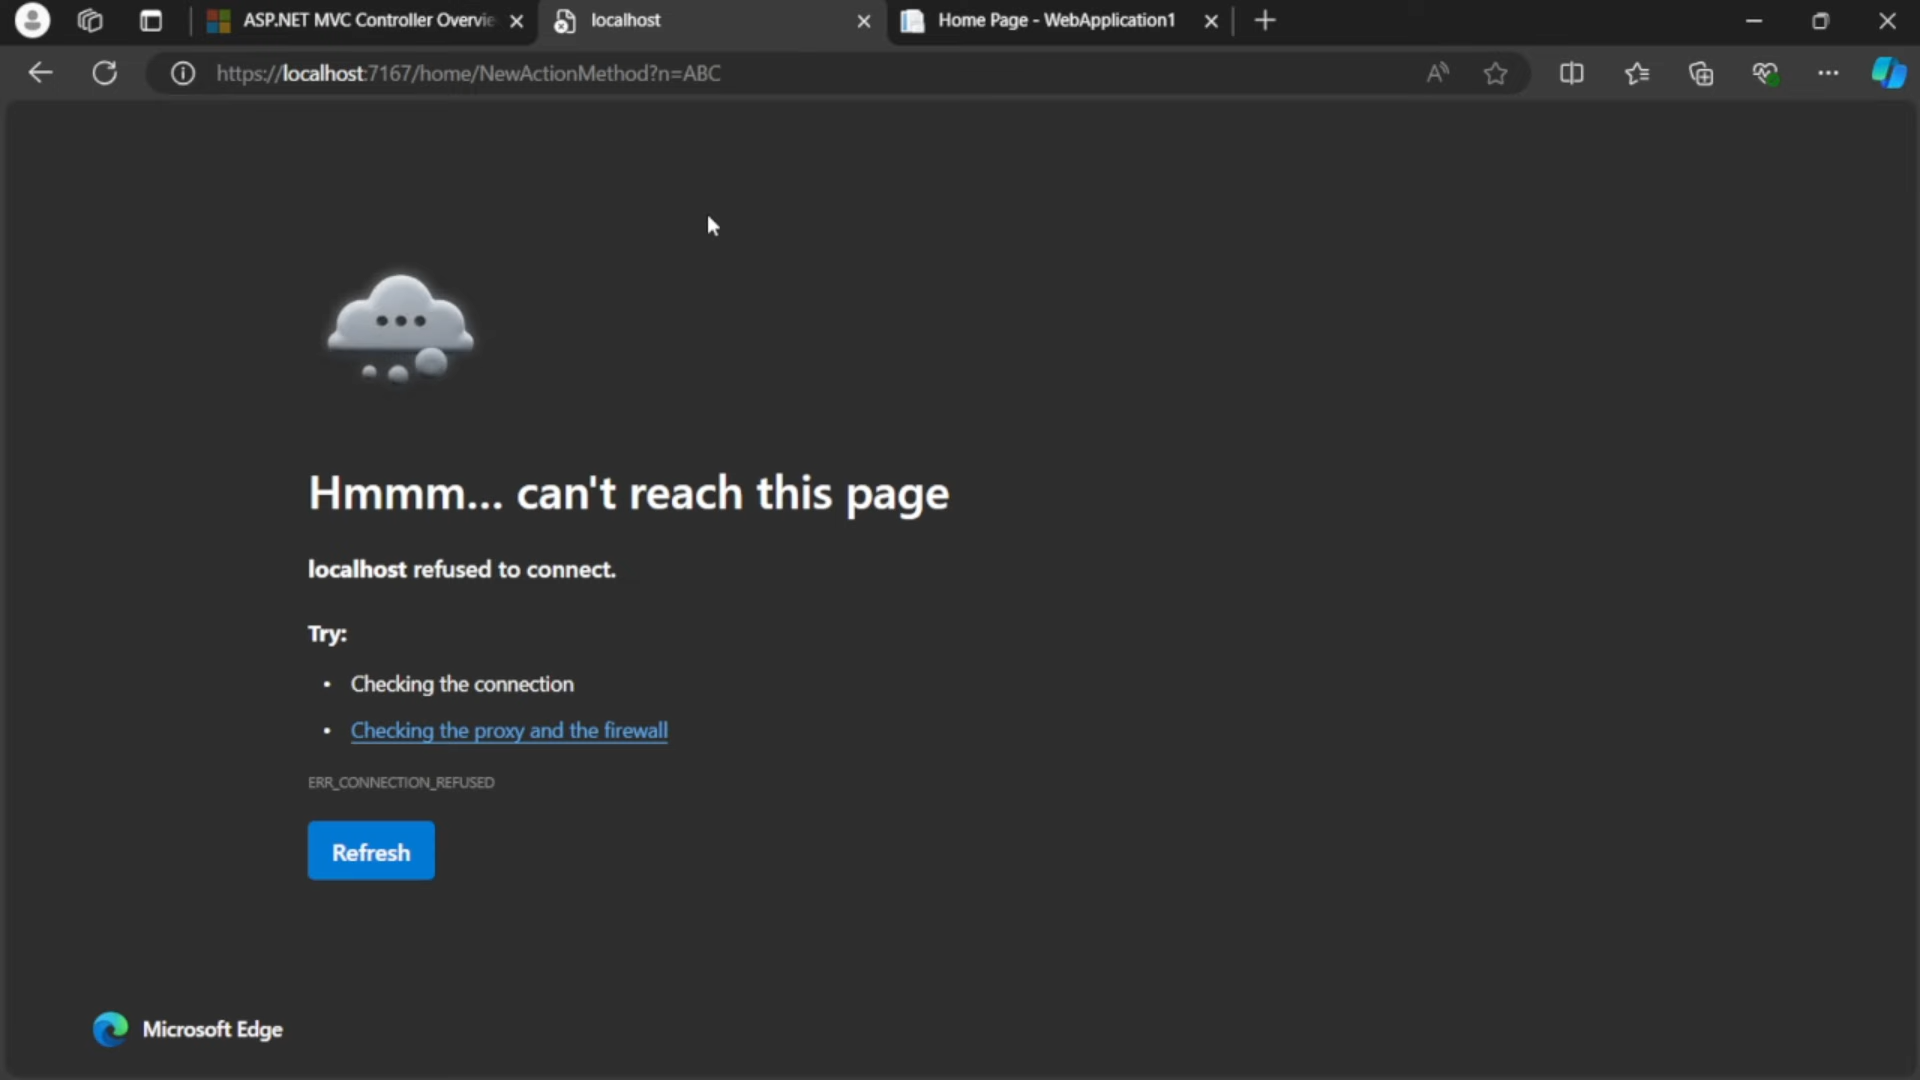 ASP.NET MVC Controller Overvie
localhost
Home Page - WebApplication1
https://localhost:7167/home/NewActionMethod?n=ABC
Hmmm... can't reach this page
localhost refused to connect.
Try:
• Checking the connection
• Checking the proxy and the firewall
ERR_CONNECTION_REFUSED
Refresh
Microsoft Edge